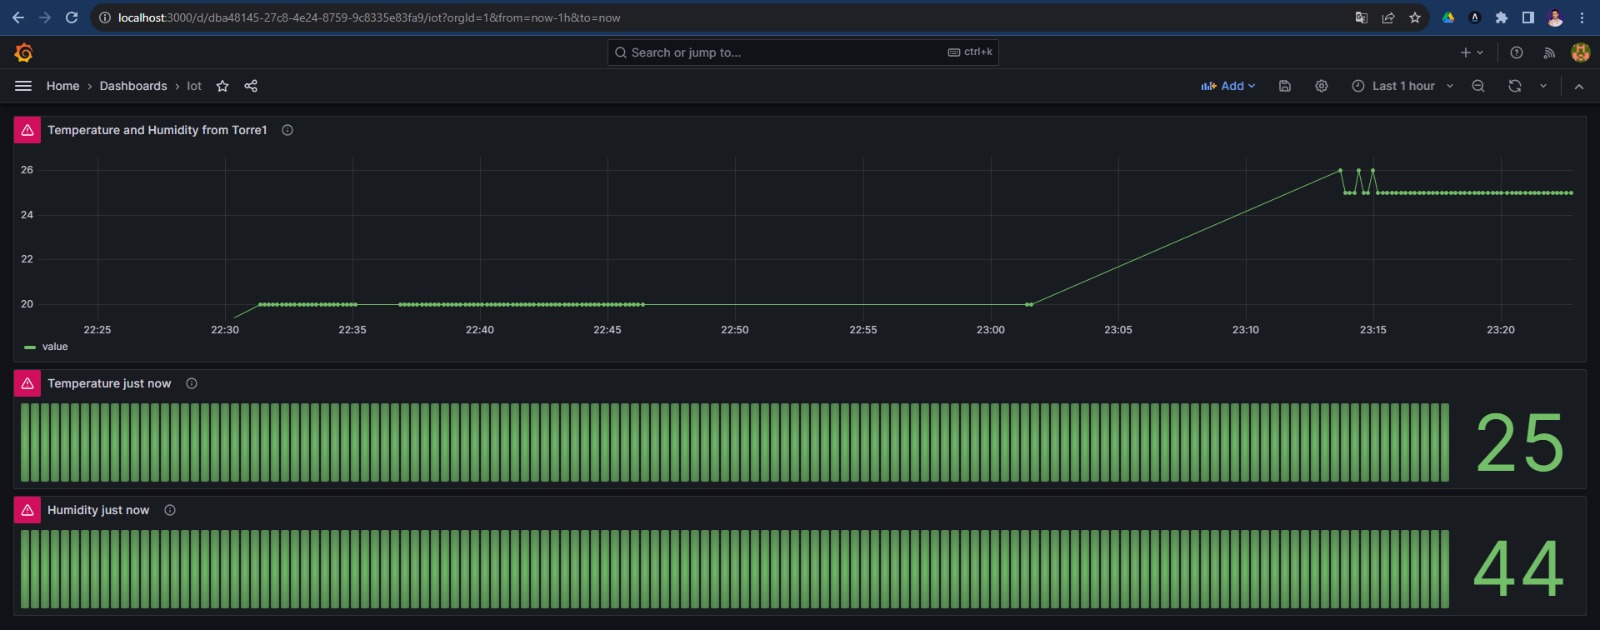 localhost:3000/d/dba48145-27c8-4e24-8759-9c8335e83fa9/iot?orgId=1&from=now-1h&to=now
Search or jump to... ctrl+k
Home › Dashboards › Iot Add Last 1 hour
Temperature and Humidity from Torre1
26
24
22
20
22:25 22:30 22:35 22:40 22:45 22:50 22:55 23:00 23:05 23:10 23:15 23:20
value
Temperature just now
25
Humidity just now
44